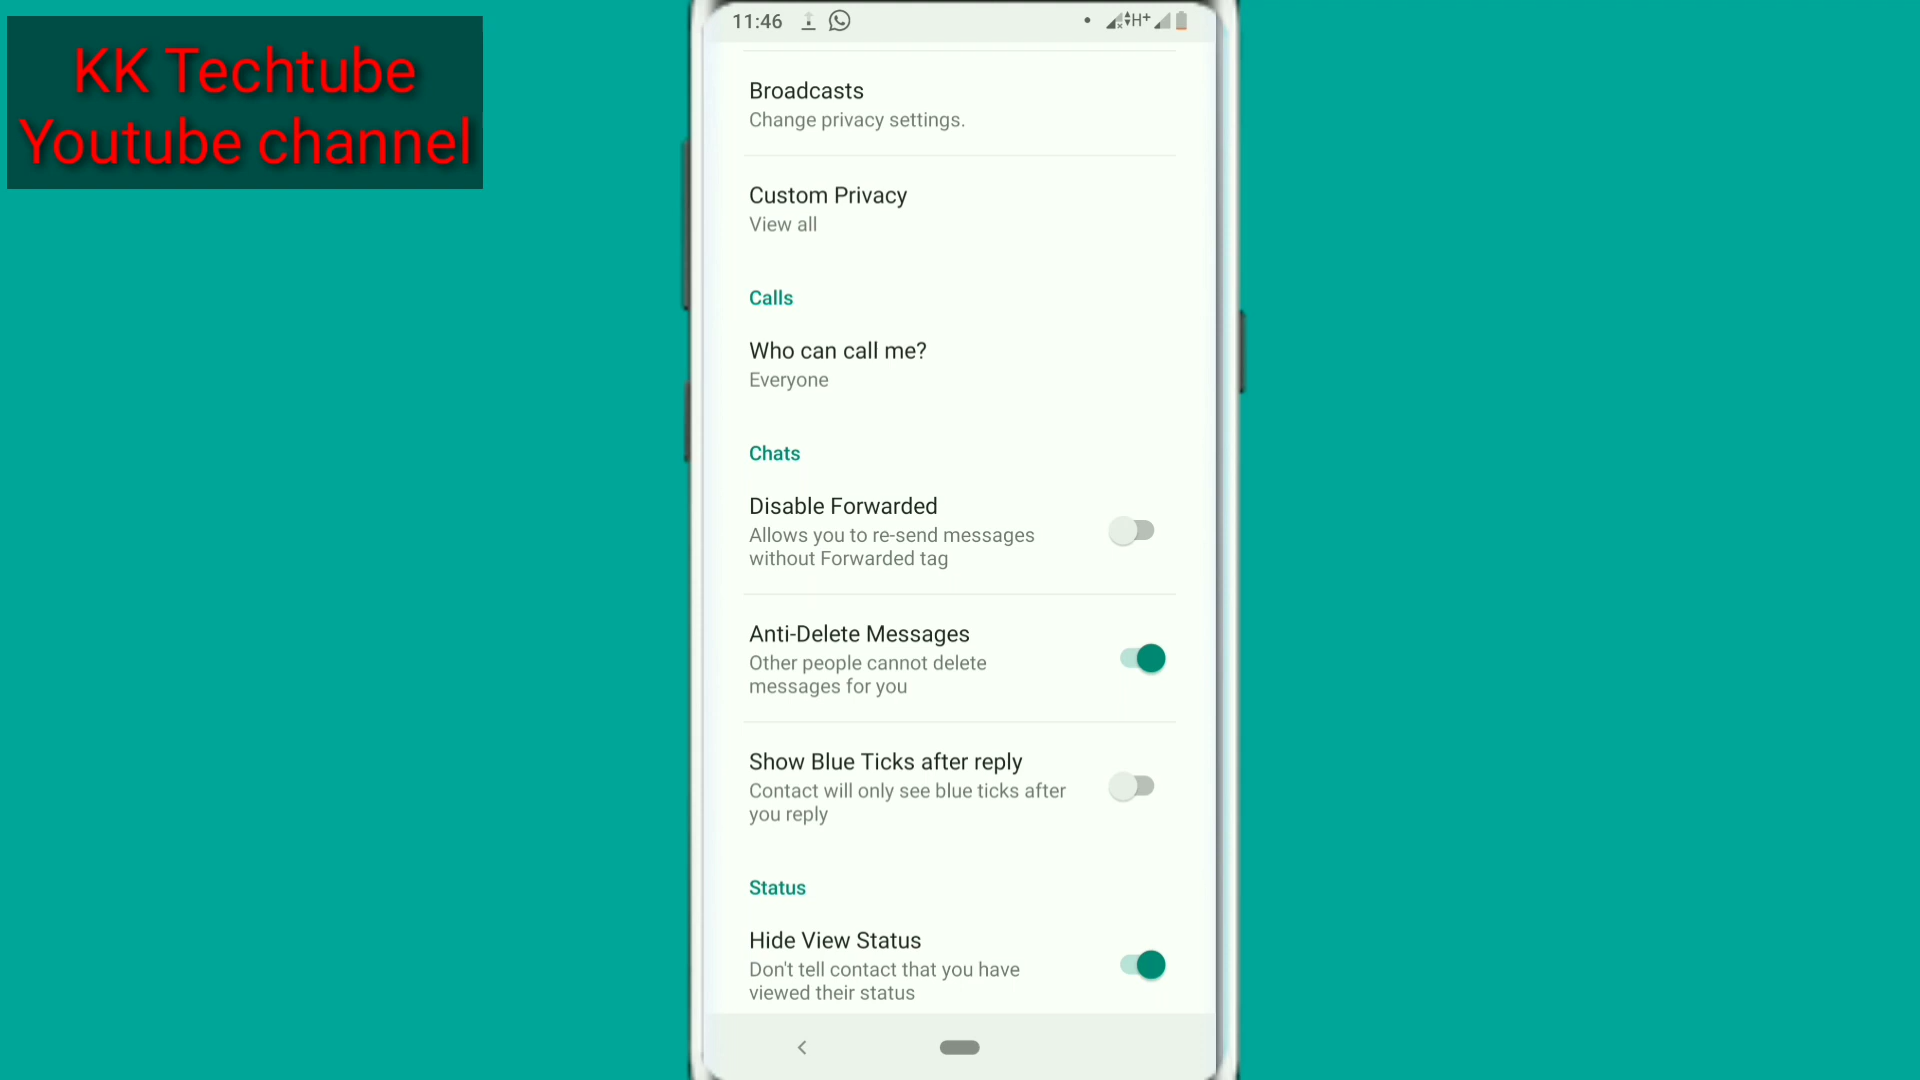 KK Techtube
Youtube channel
11:46
H+
Broadcasts
Change privacy settings.
Custom Privacy
View all
Calls
Who can call me?
Everyone
Chats
Disable Forwarded
Allows you to re-send messages
without Forwarded tag
Anti-Delete Messages
Other people cannot delete
messages for you
Show Blue Ticks after reply
Contact will only see blue ticks after
you reply
Status
Hide View Status
Don't tell contact that you have
viewed their status